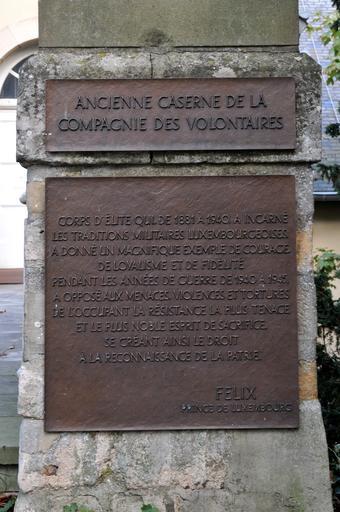 ANCIENNE CASERNE DE LA
COMPAGNIE DES VOLONTAIRES
CORPS D'ÉLITE QUI, DE 1881 À 1940, A INCARNÉ
LES TRADITIONS MILITAIRES LUXEMBOURGEOISES,
A DONNÉ UN MAGNIFIQUE EXEMPLE DE COURAGE
DE LOYALISME ET DE FIDÉLITÉ.
PENDANT LES ANNÉES DE GUERRE DE 1940 À 1945,
A OPPOSÉ AUX MENACES, VIOLENCES ET TORTURES
DE L'OCCUPANT LA RÉSISTANCE LA PLUS TENACE
ET LE PLUS NOBLE ESPRIT DE SACRIFICE,
SE CRÉANT AINSI LE DROIT
À LA RECONNAISSANCE DE LA PATRIE.
FELIX
PRINCE DE LUXEMBOURG